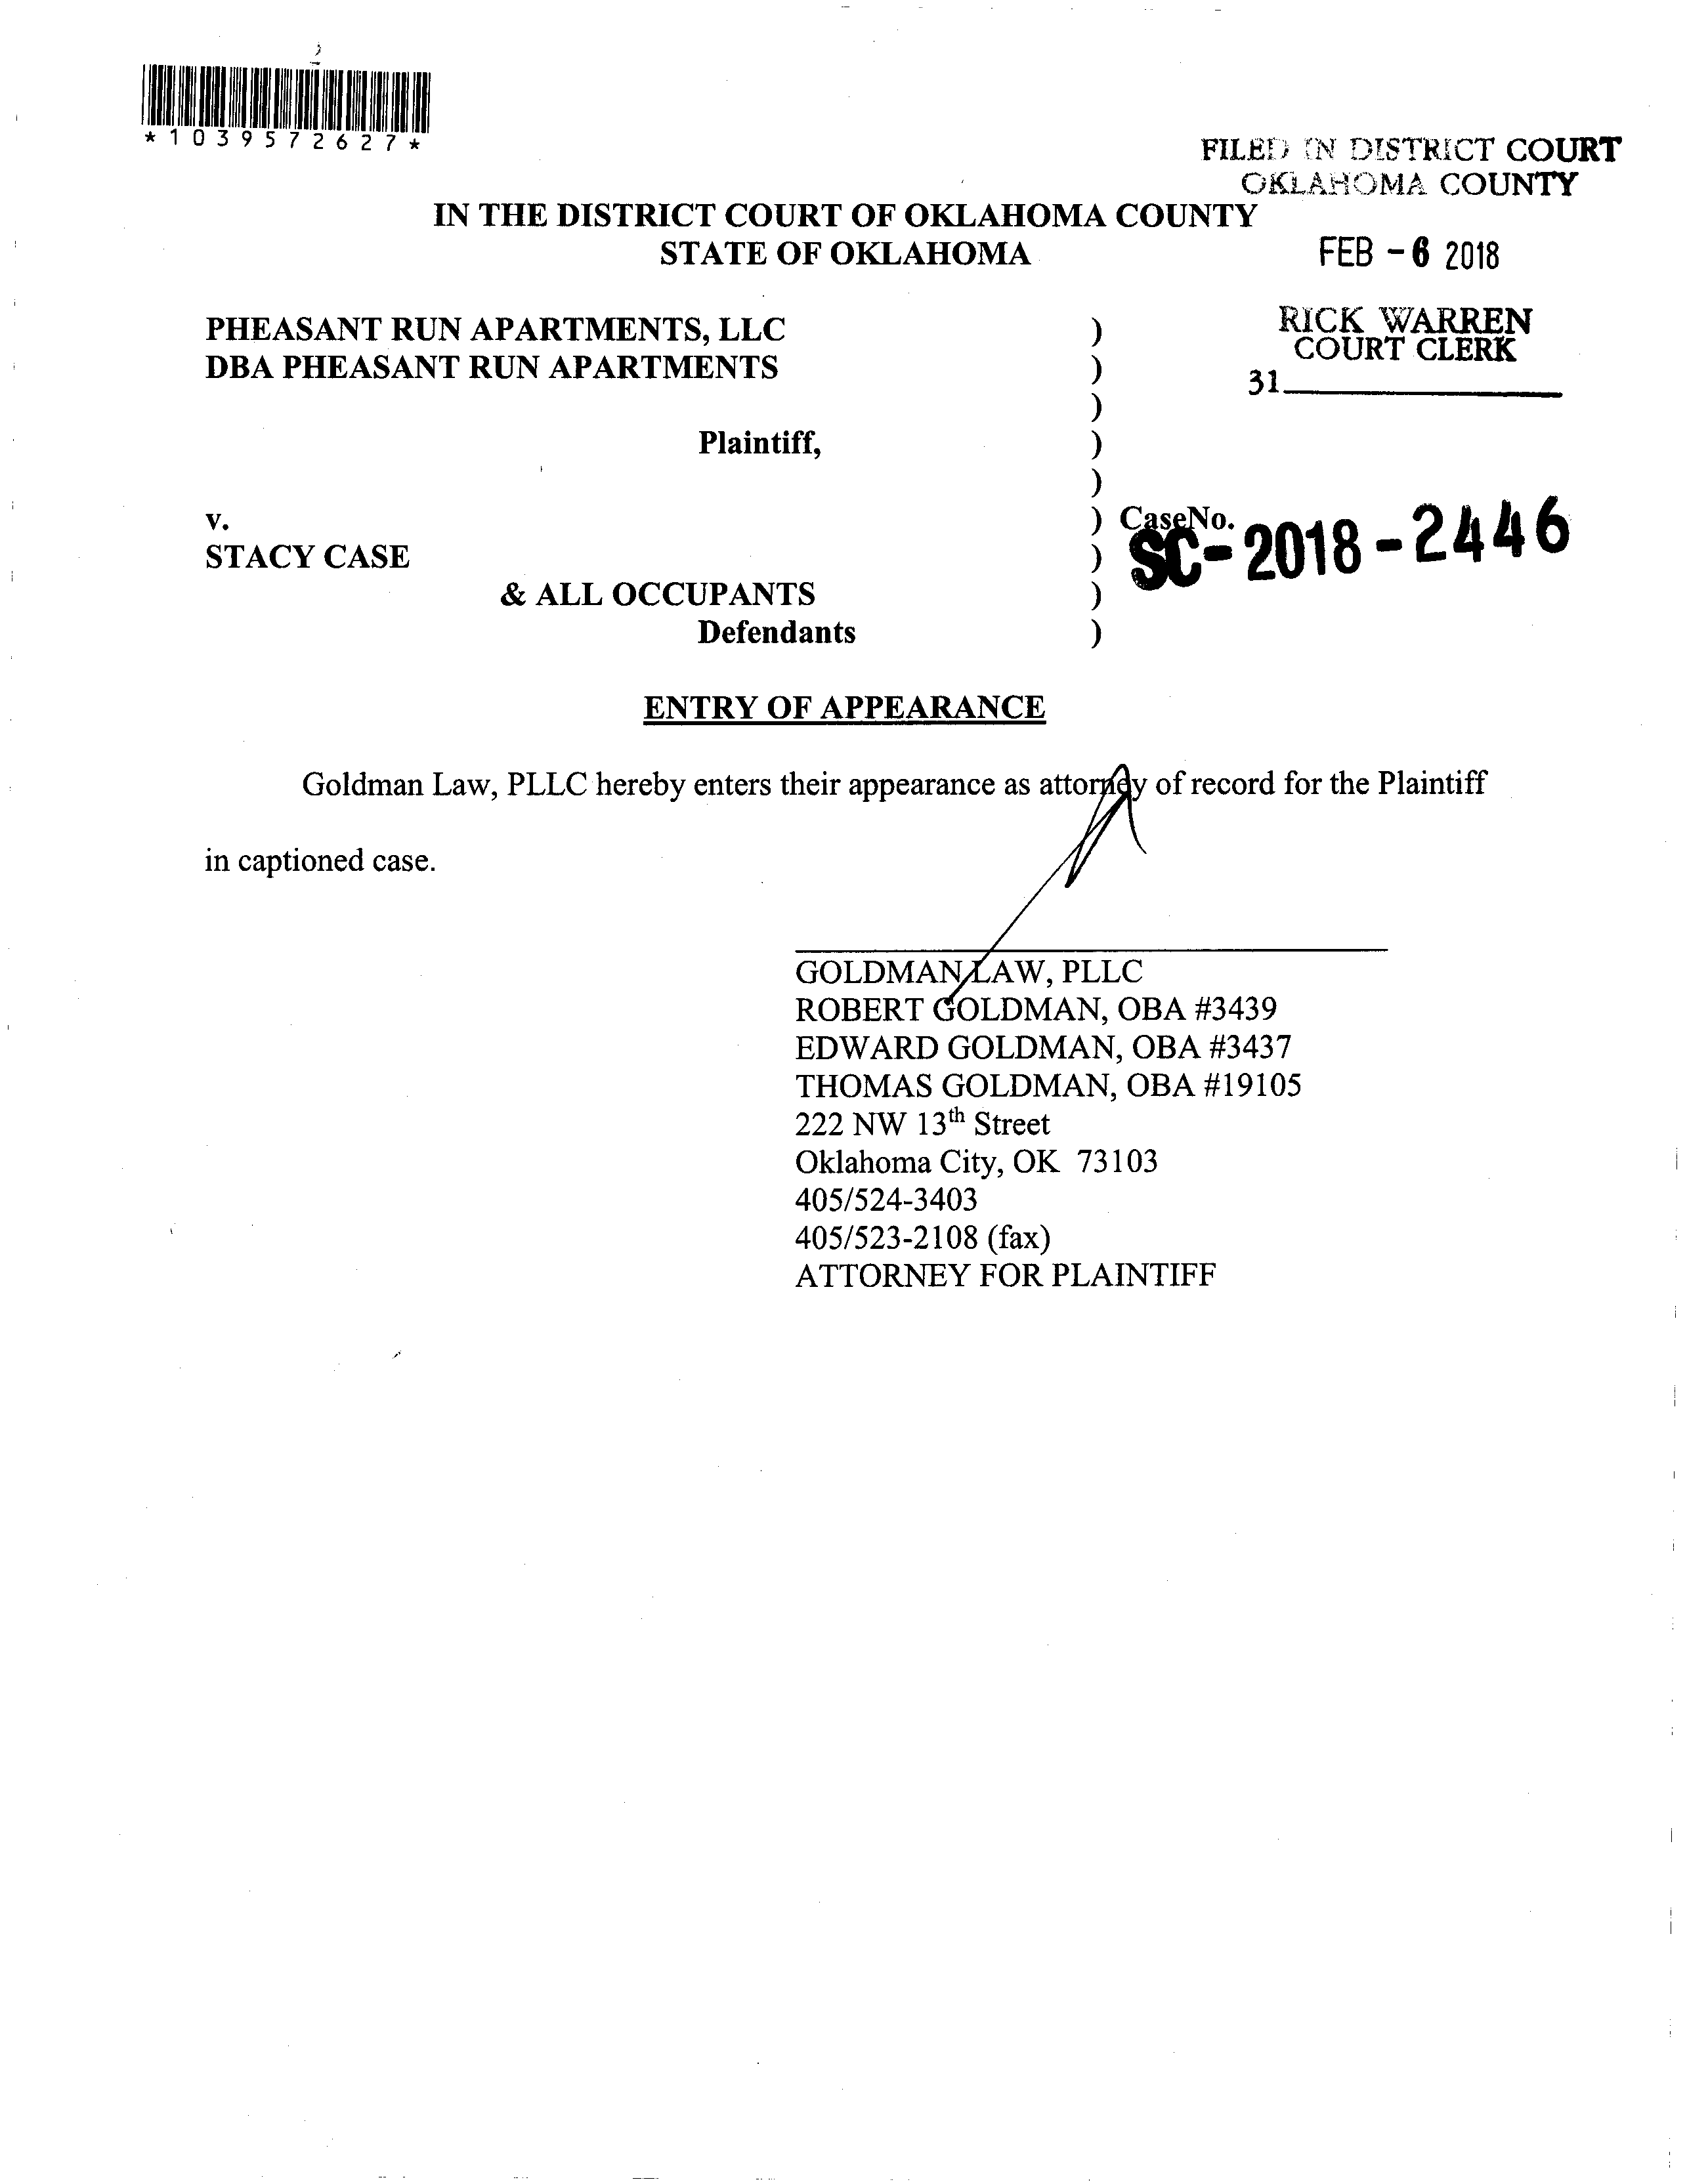 *1039572627*
FILED IN DISTRICT COURT
OKLAHOMA COUNTY
IN THE DISTRICT COURT OF OKLAHOMA COUNTY
STATE OF OKLAHOMA
FEB - 6 2018
RICK WARREN
COURT CLERK
31
PHEASANT RUN APARTMENTS, LLC )
DBA PHEASANT RUN APARTMENTS )
)
Plaintiff, )
)
v. ) CaseNo. SC-2018-2446
STACY CASE )
& ALL OCCUPANTS )
Defendants )
ENTRY OF APPEARANCE
Goldman Law, PLLC hereby enters their appearance as attorney of record for the Plaintiff
in captioned case.
GOLDMAN LAW, PLLC
ROBERT GOLDMAN, OBA #3439
EDWARD GOLDMAN, OBA #3437
THOMAS GOLDMAN, OBA #19105
222 NW 13th Street
Oklahoma City, OK 73103
405/524-3403
405/523-2108 (fax)
ATTORNEY FOR PLAINTIFF